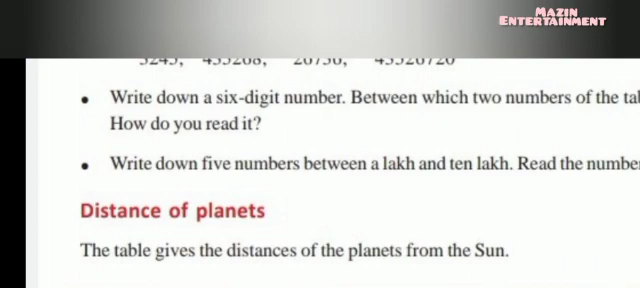 MAZIN
ENTERTAINMENT
Write down a six-digit number. Between which two numbers of the
How do you read it?
Write down five numbers between a lakh and ten lakh. Read the
Distance of planets
The table gives the distances of the planets from the Sun.